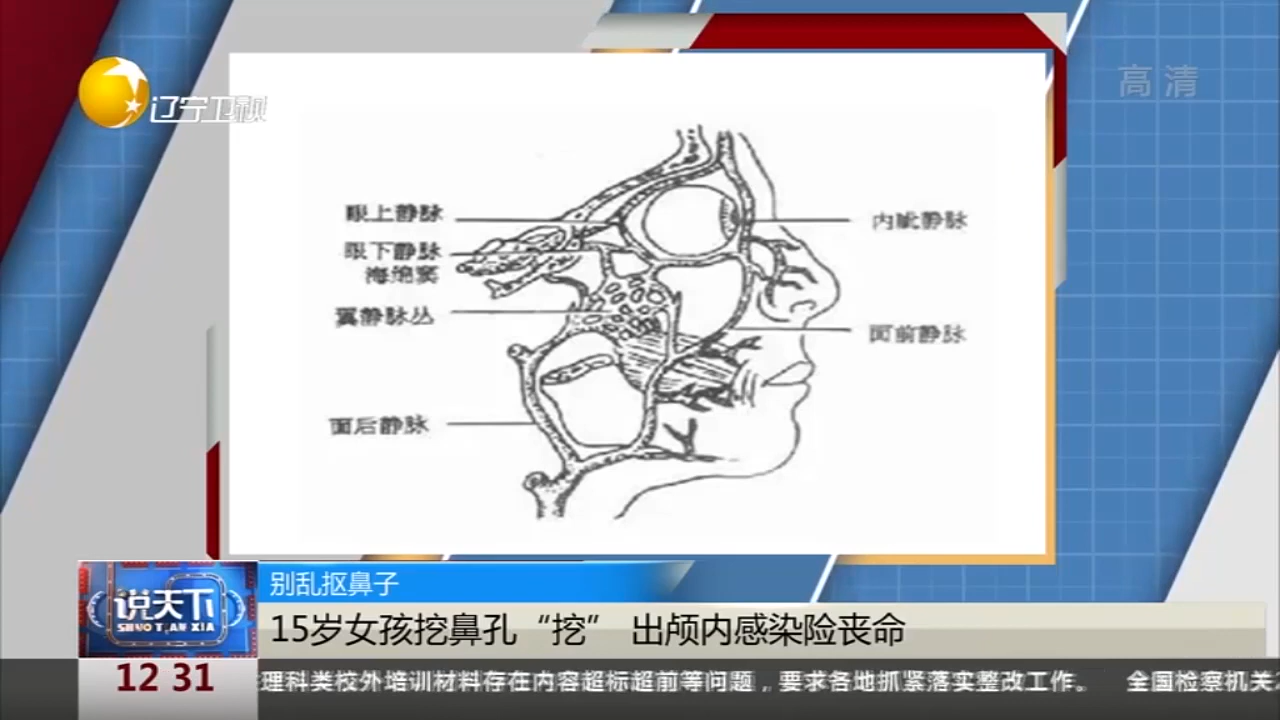 辽宁卫视
高清
眼上静脉
眼下静脉
海绵窦
翼静脉丛
面后静脉
内眦静脉
面前静脉
别乱抠鼻子
15岁女孩挖鼻孔“挖” 出颅内感染险丧命
说天下
SHUO TIAN XIA
12 31
理科类校外培训材料存在内容超标超前等问题，要求各地抓紧落实整改工作。 全国检察机关